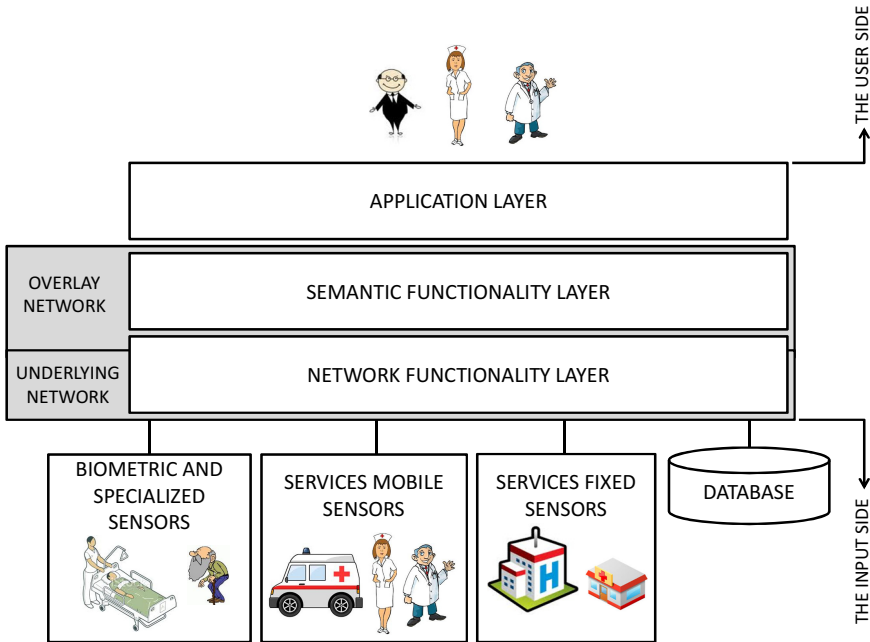 THE USER SIDE
APPLICATION LAYER
OVERLAY
NETWORK
SEMANTIC FUNCTIONALITY LAYER
UNDERLYING
NETWORK
NETWORK FUNCTIONALITY LAYER
BIOMETRIC AND
SPECIALIZED
SENSORS
SERVICES MOBILE
SENSORS
SERVICES FIXED
SENSORS
H
DATABASE
THE INPUT SIDE